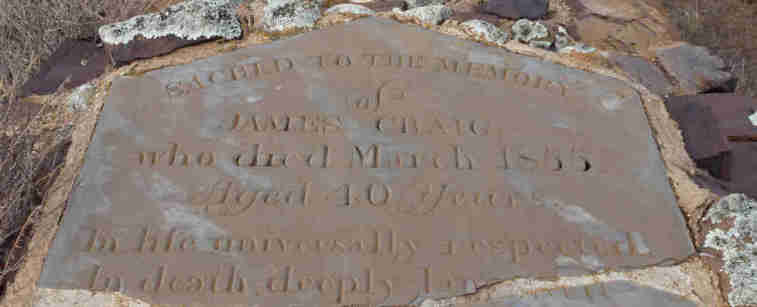 SACRED TO THE MEMORY
of
JAMES CRAIG
who died March 1855
Aged 40 Years
In life universally respected
In death deeply